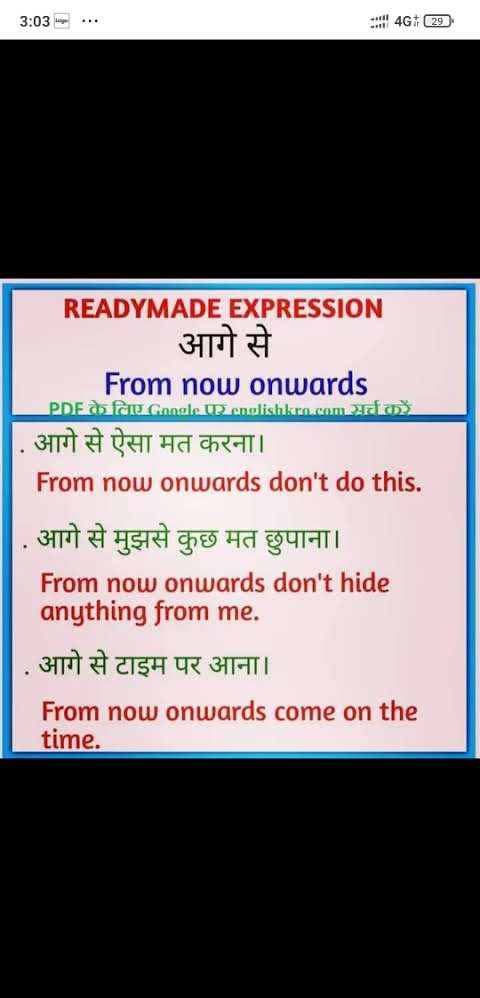 3:03 ... 4G 29
READYMADE EXPRESSION
आगे से
From now onwards
PDF के लिए Google पर englishkro.com सर्च करें
. आगे से ऐसा मत करना।
From now onwards don't do this.
. आगे से मुझसे कुछ मत छुपाना।
From now onwards don't hide
anything from me.
. आगे से टाइम पर आना।
From now onwards come on the
time.